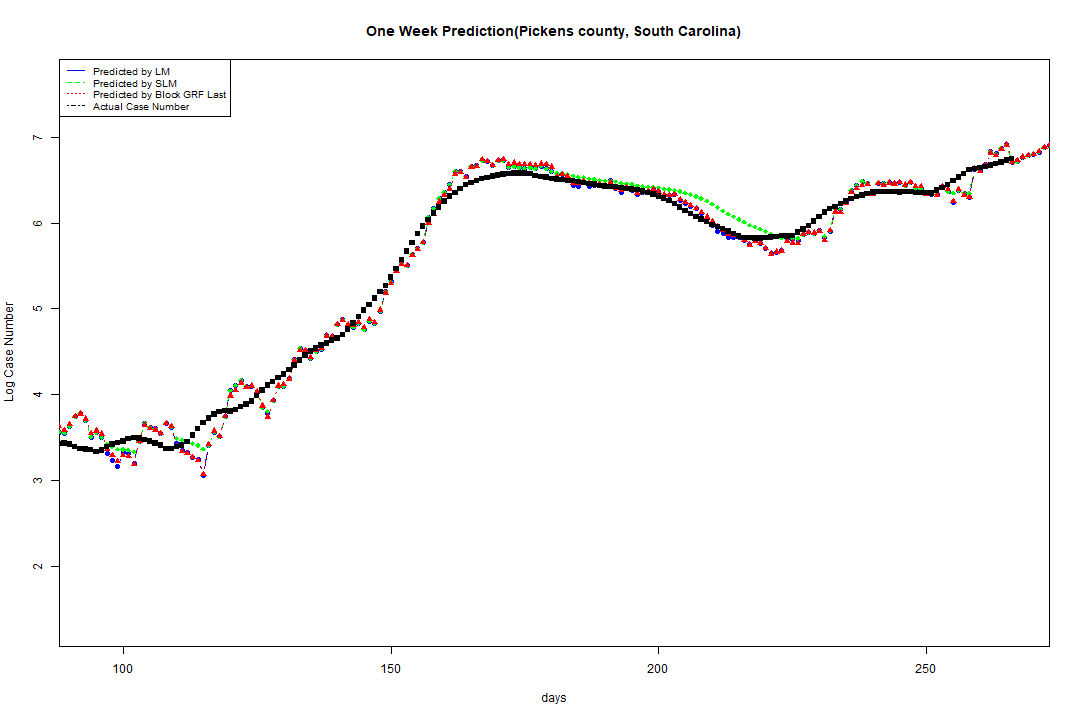 One Week Prediction(Pickens county, South Carolina)
Predicted by LM
Predicted by SLM
Predicted by Block GRF Last
Actual Case Number
7
6
5
4
3
2
Log Case Number
100 150 200 250
days